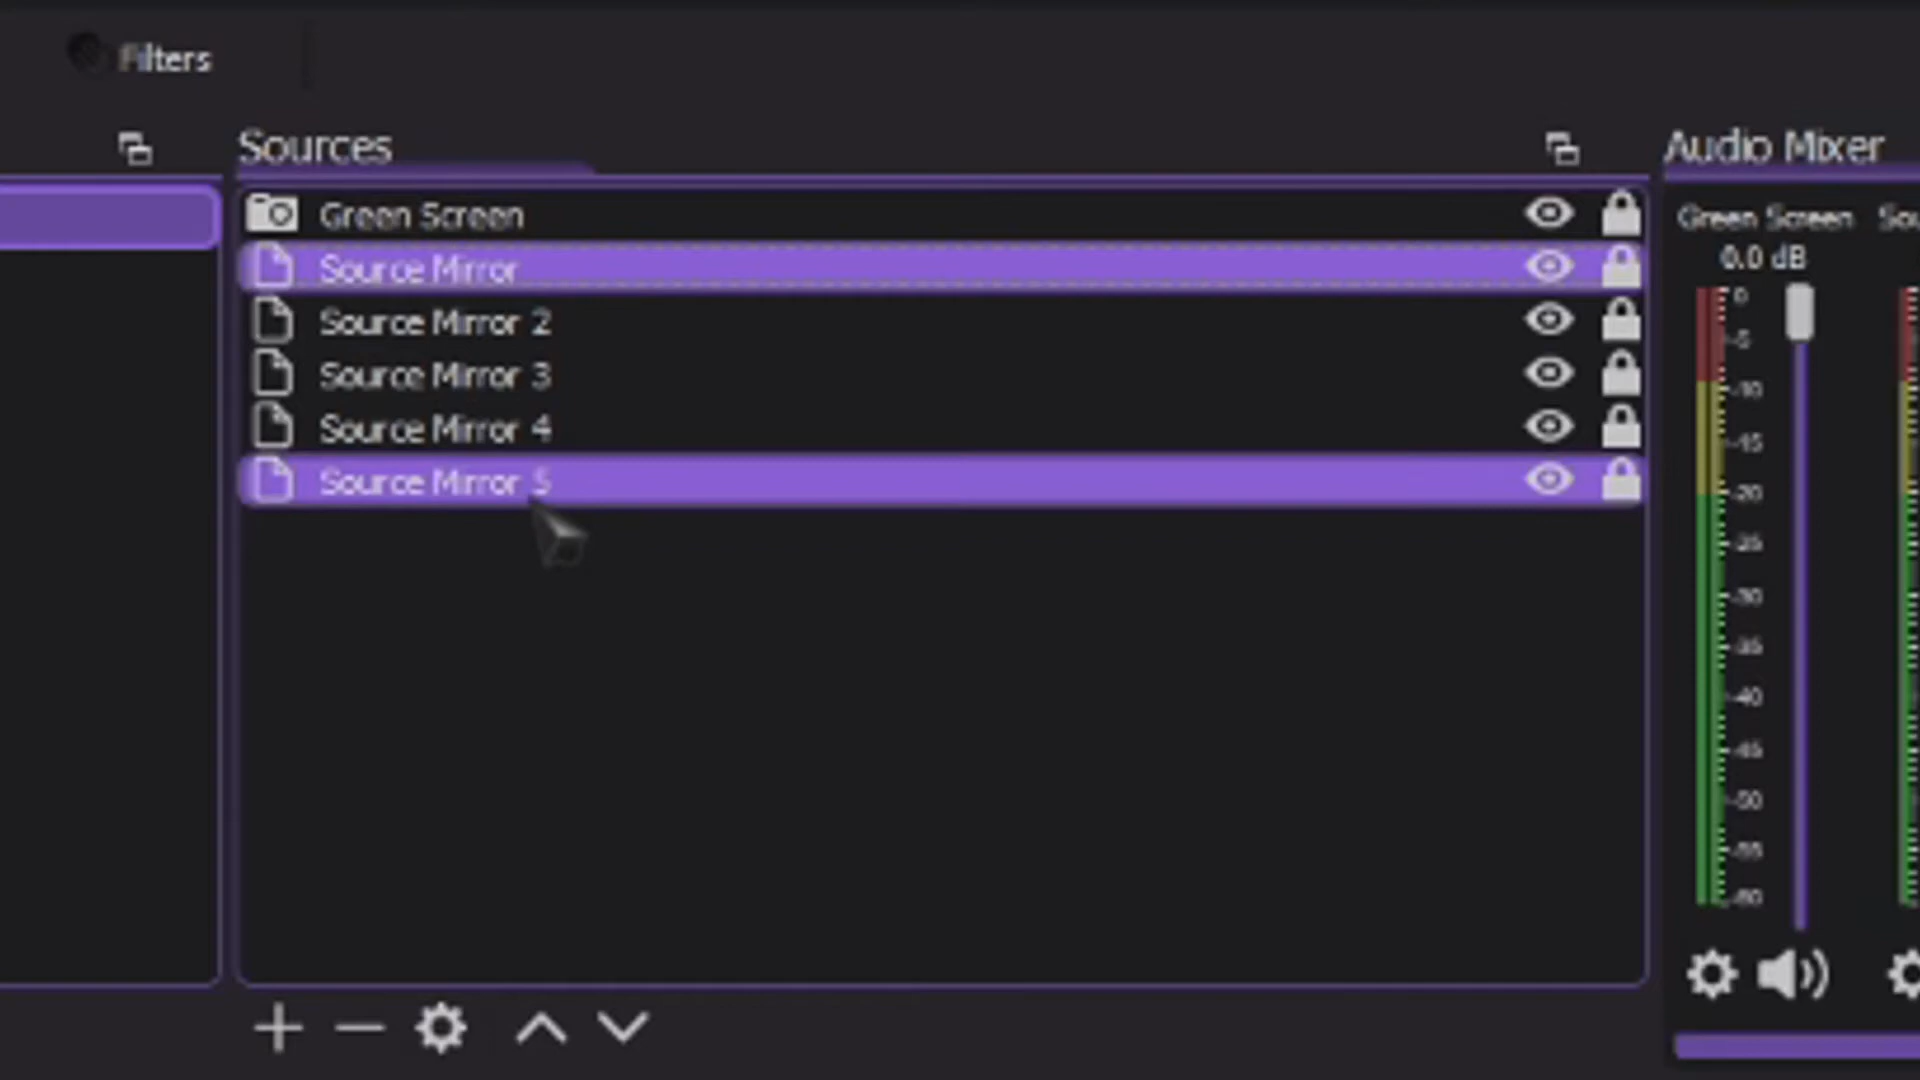 Filters
Sources
Audio Mixer
Green Screen
Source Mirror
Source Mirror 2
Source Mirror 3
Source Mirror 4
Source Mirror 5
Green Screen
0.0 dB
0
-5
-10
-15
-20
-25
-30
-35
-40
-45
-50
-55
-60